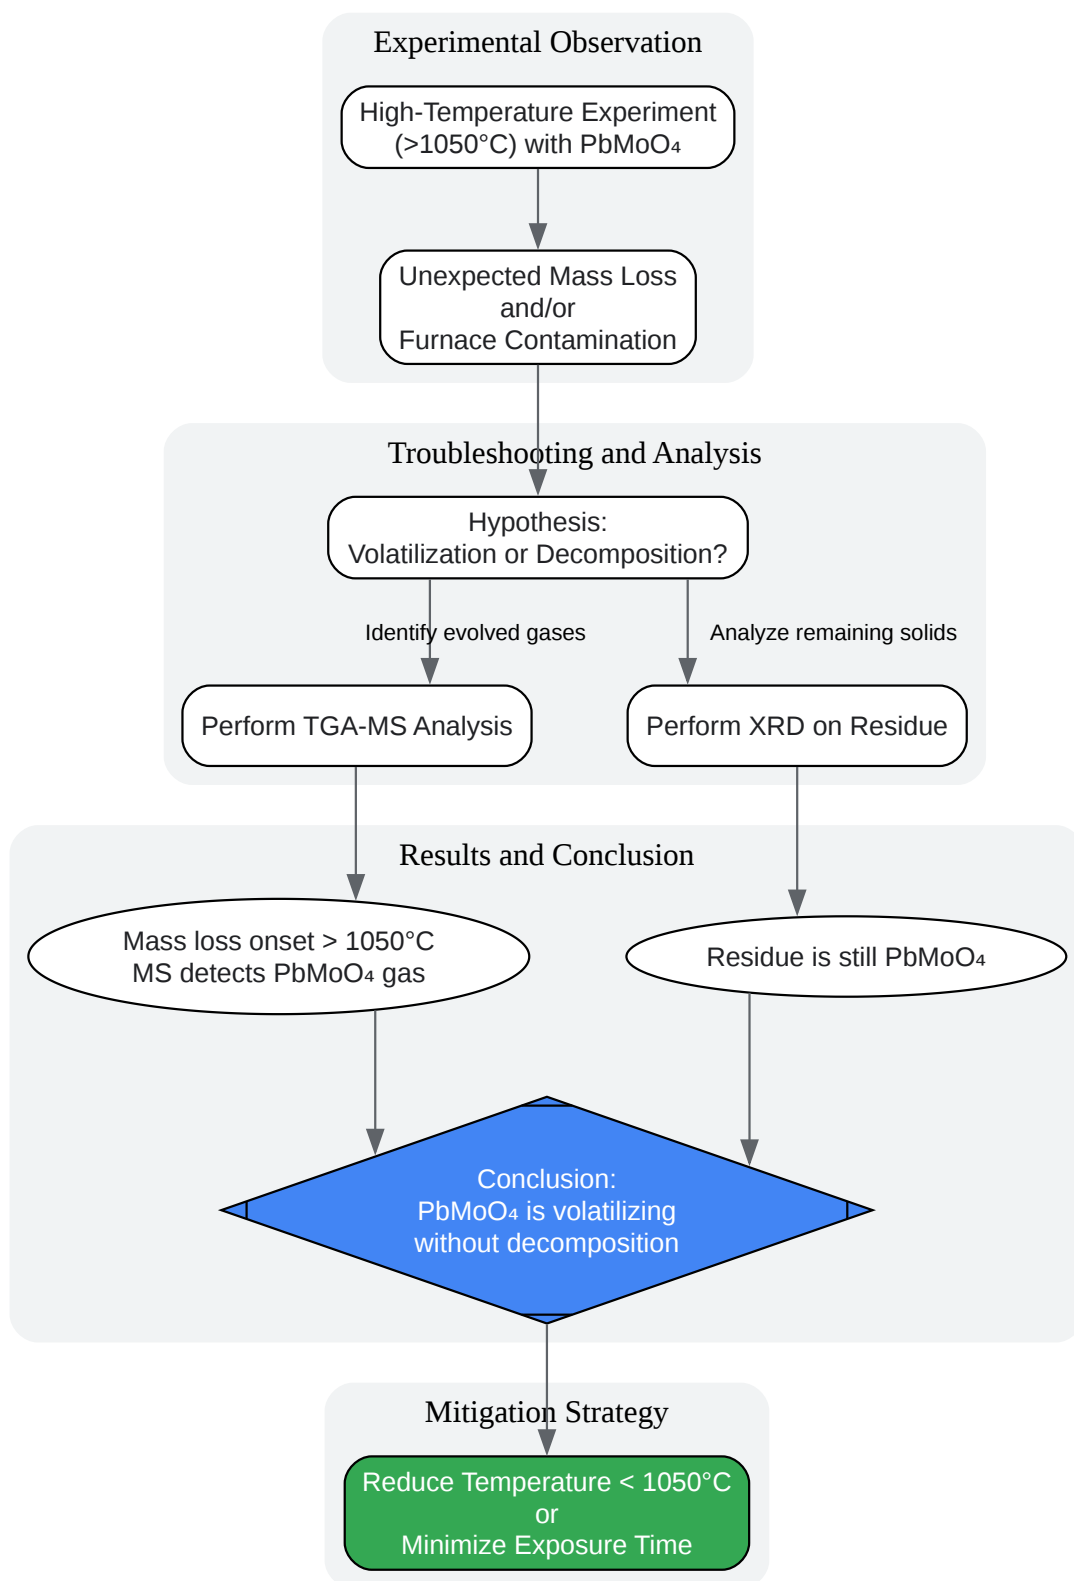 Experimental Observation
High-Temperature Experiment
(>1050°C) with PbMoO₄
Unexpected Mass Loss
and/or
Furnace Contamination
Troubleshooting and Analysis
Hypothesis:
Volatilization or Decomposition?
Identify evolved gases
Analyze remaining solids
Perform TGA-MS Analysis
Perform XRD on Residue
Results and Conclusion
Mass loss onset > 1050°C
MS detects PbMoO₄ gas
Residue is still PbMoO₄
Conclusion:
PbMoO₄ is volatilizing
without decomposition
Mitigation Strategy
Reduce Temperature < 1050°C
or
Minimize Exposure Time